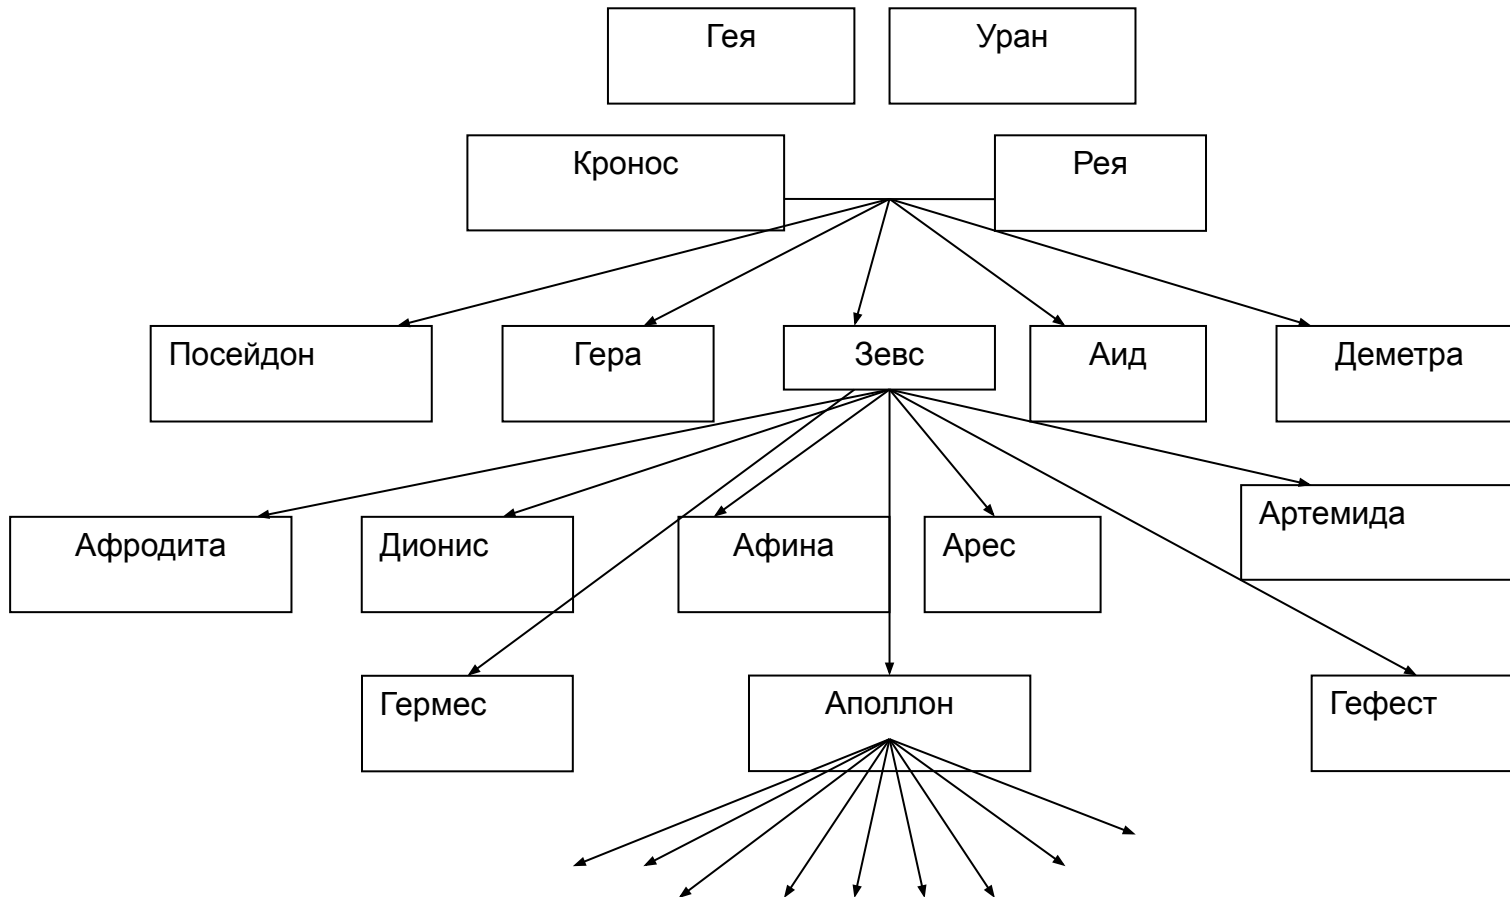 Гея
Уран
Кронос
Рея
Посейдон
Гера
Зевс
Аид
Деметра
Афродита
Дионис
Афина
Арес
Артемида
Гермес
Аполлон
Гефест